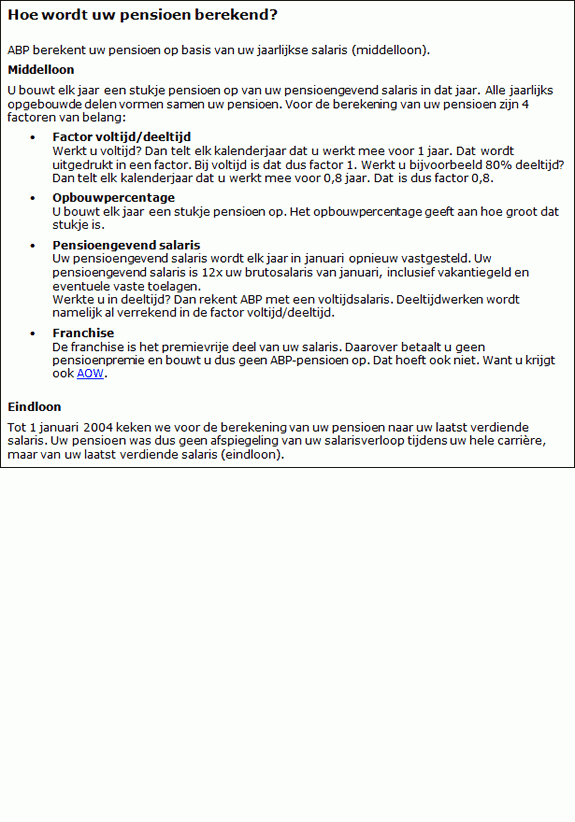 Hoe wordt uw pensioen berekend?
ABP berekent uw pensioen op basis van uw jaarlijkse salaris (middelloon).
Middelloon
U bouwt elk jaar een stukje pensioen op van uw pensioengevend salaris in dat jaar. Alle jaarlijks
opgebouwde delen vormen samen uw pensioen. Voor de berekening van uw pensioen zijn 4
factoren van belang:
• Factor voltijd/deeltijd
Werkt u voltijd? Dan telt elk kalenderjaar dat u werkt mee voor 1 jaar. Dat wordt
uitgedrukt in een factor. Bij voltijd is dat dus factor 1. Werkt u bijvoorbeeld 80% deeltijd?
Dan telt elk kalenderjaar dat u werkt mee voor 0,8 jaar. Dat is dus factor 0,8.
• Opbouwpercentage
U bouwt elk jaar een stukje pensioen op. Het opbouwpercentage geeft aan hoe groot dat
stukje is.
• Pensioengevend salaris
Uw pensioengevend salaris wordt elk jaar in januari opnieuw vastgesteld. Uw
pensioengevend salaris is 12x uw brutosalaris van januari, inclusief vakantiegeld en
eventuele vaste toelagen.
Werkte u in deeltijd? Dan rekent ABP met een voltijdsalaris. Deeltijdwerken wordt
namelijk al verrekend in de factor voltijd/deeltijd.
• Franchise
De franchise is het premievrije deel van uw salaris. Daarover betaalt u geen
pensioenpremie en bouwt u dus geen ABP-pensioen op. Dat hoeft ook niet. Want u krijgt
ook AOW.
Eindloon
Tot 1 januari 2004 keken we voor de berekening van uw pensioen naar uw laatst verdiende
salaris. Uw pensioen was dus geen afspiegeling van uw salarisverloop tijdens uw hele carrière,
maar van uw laatst verdiende salaris (eindloon).